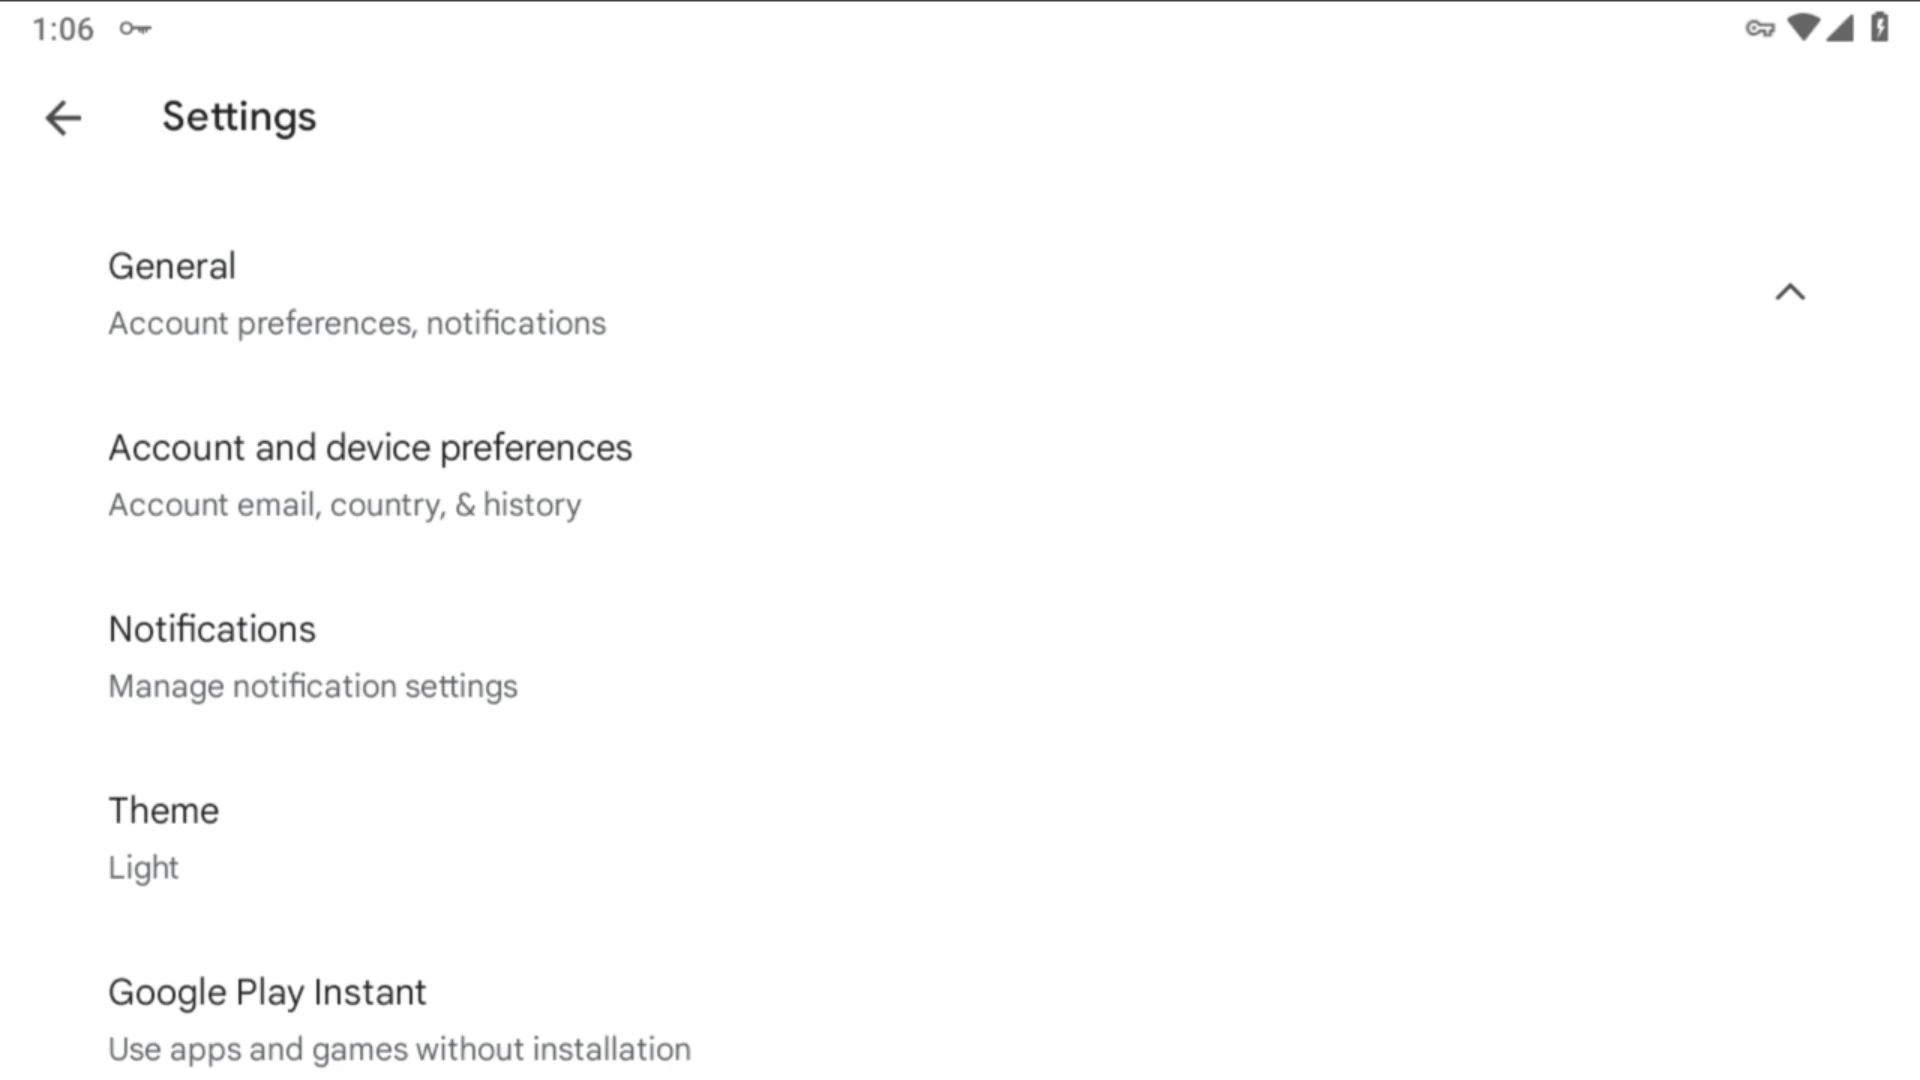 1:06
Settings
General
Account preferences, notifications
Account and device preferences
Account email, country, & history
Notifications
Manage notification settings
Theme
Light
Google Play Instant
Use apps and games without installation